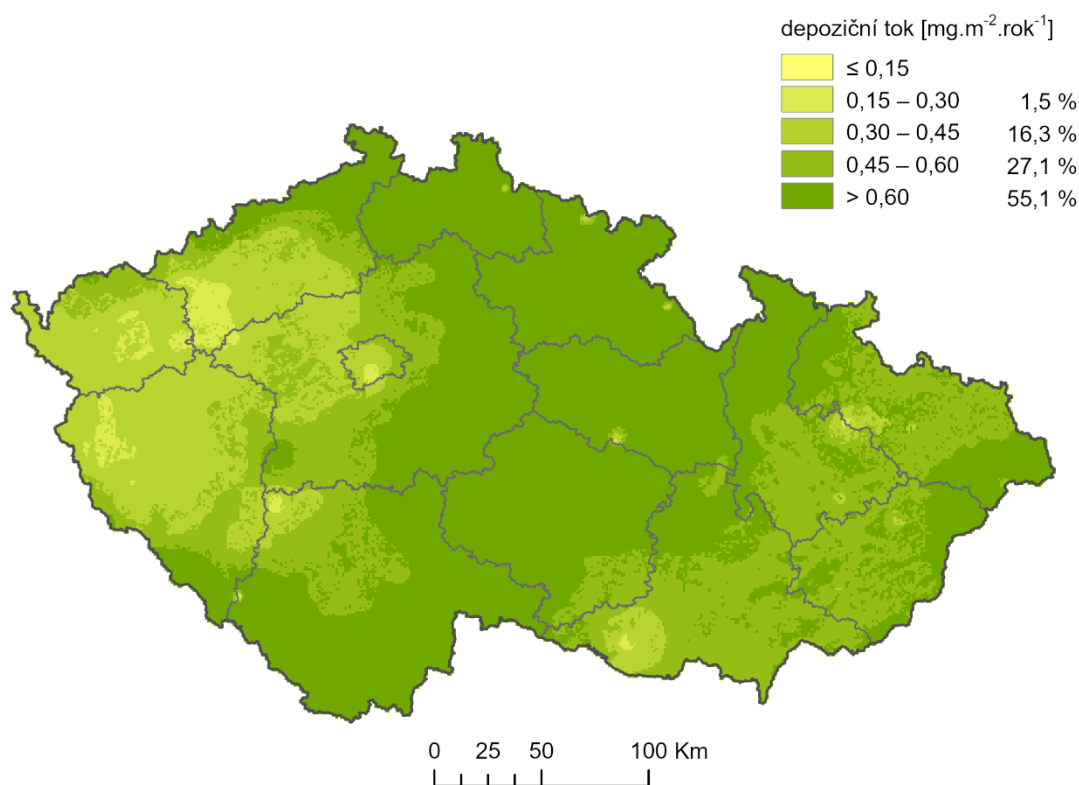 depoziční tok [mg.m⁻².rok⁻¹]
≤ 0,15
0,15 – 0,30 1,5 %
0,30 – 0,45 16,3 %
0,45 – 0,60 27,1 %
> 0,60 55,1 %
0 25 50 100 Km